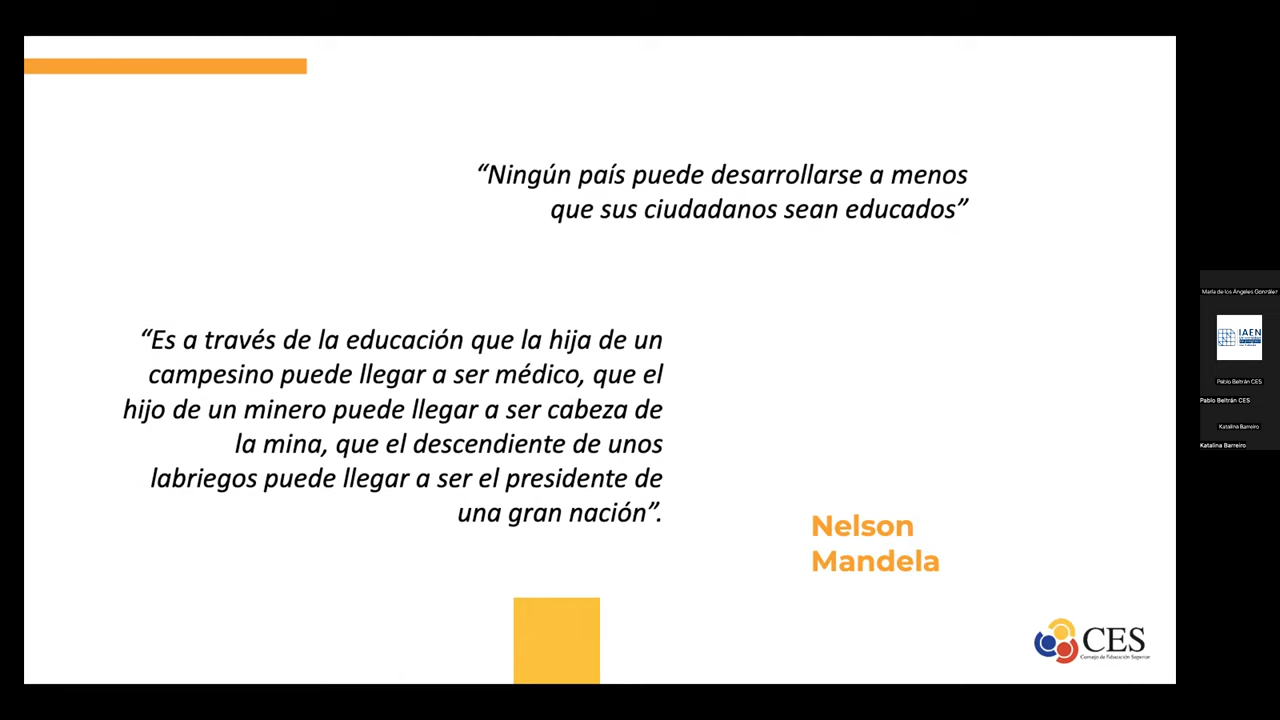 “Ningún país puede desarrollarse a menos
que sus ciudadanos sean educados”
“Es a través de la educación que la hija de un
campesino puede llegar a ser médico, que el
hijo de un minero puede llegar a ser cabeza de
la mina, que el descendiente de unos
labriegos puede llegar a ser el presidente de
una gran nación”.
Nelson
Mandela
CES
Consejo de Educación Superior
María de los Ángeles González
IAEN
Pablo Beltrán CES
Pablo Beltrán CES
Katalina Barreiro
Katalina Barreiro